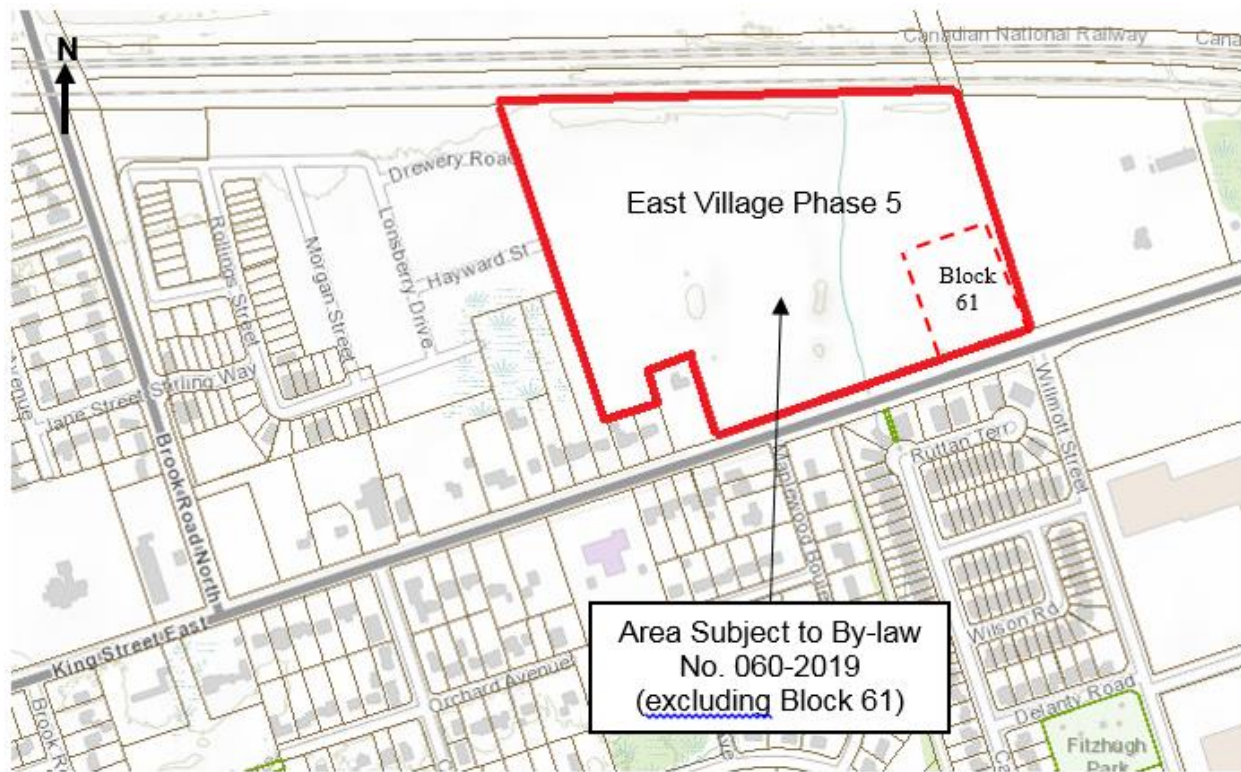 Canadian National Railway
Cana
N
Drewery Road
East Village Phase 5
Rollings Street
Morgan Street
Lonsberry Drive
Hayward St
Block
61
Jane Street
Sterling Way
Brook Road North
Willmott Street
Ruttan Terr
Area Subject to By-law
No. 060-2019
(excluding Block 61)
Wilson Rd
King Street East
Orchard Avenue
Delanty Road
Fitzhugh
Park